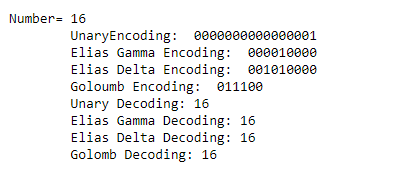 Number= 16
UnaryEncoding: 0000000000000001
Elias Gamma Encoding: 000010000
Elias Delta Encoding: 001010000
Goloumb Encoding: 011100
Unary Decoding: 16
Elias Gamma Decoding: 16
Elias Delta Decoding: 16
Golomb Decoding: 16